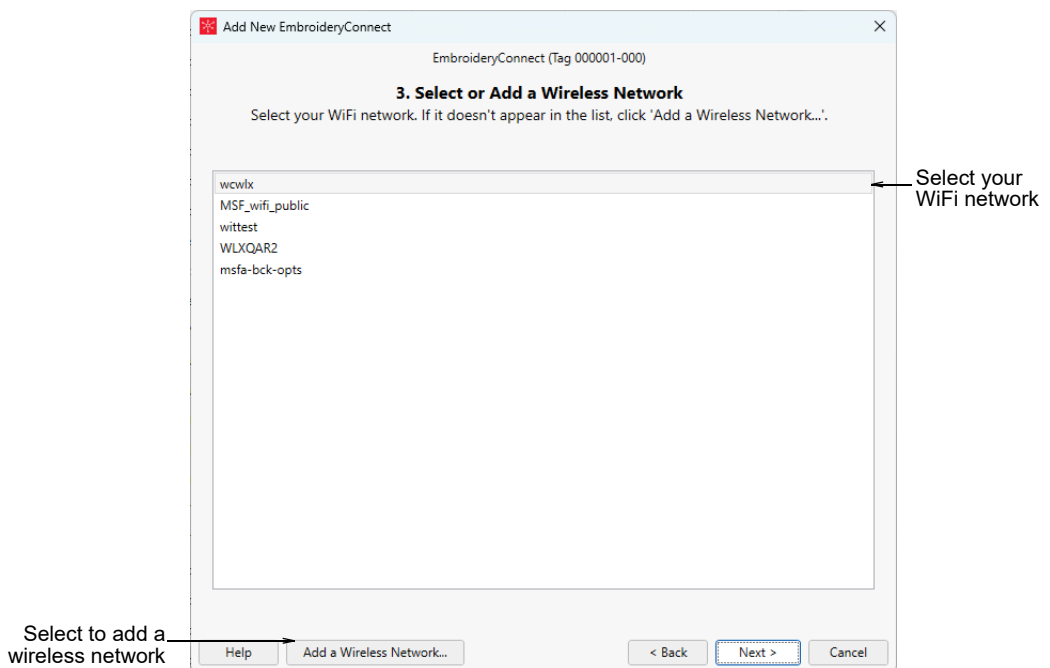 Add New EmbroideryConnect
EmbroideryConnect (Tag 000001-000)
3. Select or Add a Wireless Network
Select your WiFi network. If it doesn't appear in the list, click 'Add a Wireless Network...'.
wcwlx
MSF_wifi_public
wittest
WLXQAR2
msfa-bck-opts
Select your
WiFi network
Select to add a
wireless network
Help
Add a Wireless Network...
< Back
Next >
Cancel